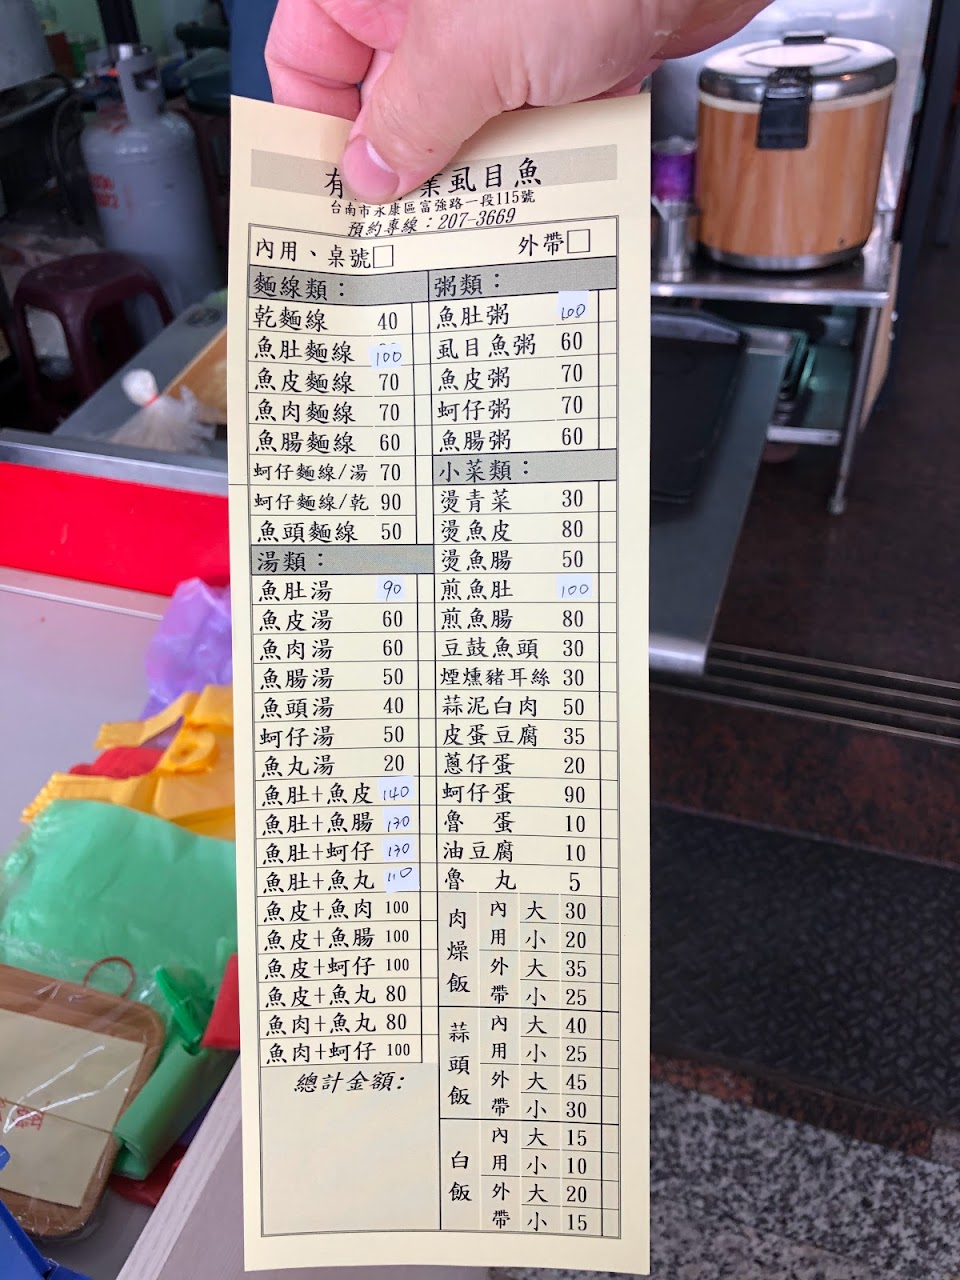 有 業虱目魚
台南市永康區富強路一段115號
預約專線：207-3669
內用、桌號□ 外帶□
麵線類：
乾麵線 40
魚肚麵線 100
魚皮麵線 70
魚肉麵線 70
魚腸麵線 60
蚵仔麵線/湯 70
蚵仔麵線/乾 90
魚頭麵線 50
湯類：
魚肚湯 90
魚皮湯 60
魚肉湯 60
魚腸湯 50
魚頭湯 40
蚵仔湯 50
魚丸湯 20
魚肚+魚皮 140
魚肚+魚腸 130
魚肚+蚵仔 130
魚肚+魚丸 110
魚皮+魚肉 100
魚皮+魚腸 100
魚皮+蚵仔 100
魚皮+魚丸 80
魚肉+魚丸 80
魚肉+蚵仔 100
總計金額:
粥類：
魚肚粥 100
虱目魚粥 60
魚皮粥 70
蚵仔粥 70
魚腸粥 60
小菜類：
燙青菜 30
燙魚皮 80
燙魚腸 50
煎魚肚 100
煎魚腸 80
豆鼓魚頭 30
煙燻豬耳絲 30
蒜泥白肉 50
皮蛋豆腐 35
蔥仔蛋 20
蚵仔蛋 90
魯 蛋 10
油豆腐 10
魯 丸 5
肉燥飯 內用 大 30
小 20
外帶 大 35
小 25
蒜頭飯 內用 大 40
小 25
外帶 大 45
小 30
白飯 內用 大 15
小 10
外帶 大 20
小 15